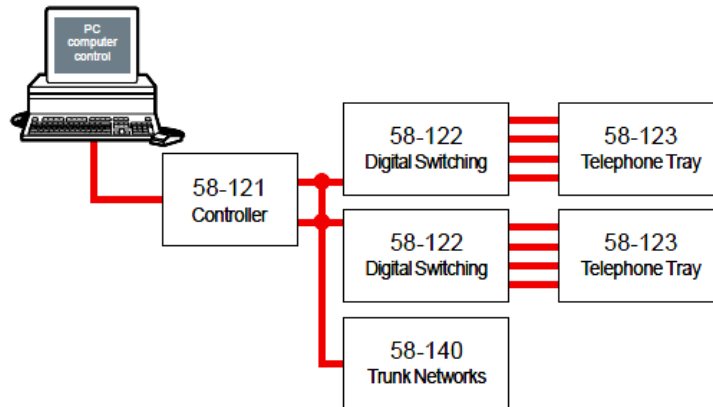 PC
computer
control
58-122
Digital Switching
58-123
Telephone Tray
58-121
Controller
58-122
Digital Switching
58-123
Telephone Tray
58-140
Trunk Networks